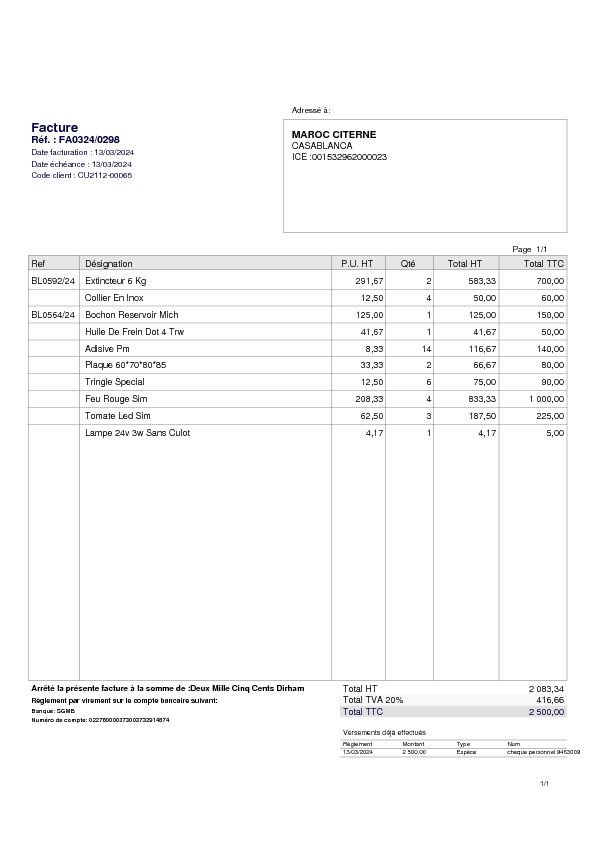 Adressé à:
Facture
Réf. : FA0324/0298
Date facturation : 13/03/2024
Date échéance : 13/03/2024
Code client : CU2112-00065
MAROC CITERNE
CASABLANCA
ICE :001532962000023
Page 1/1
Ref Désignation P.U. HT Qté Total HT Total TTC
BL0592/24 Extincteur 6 Kg 291,67 2 583,33 700,00
Collier En Inox 12,50 4 50,00 60,00
BL0564/24 Bochon Reservoir Mich 125,00 1 125,00 150,00
Huile De Frein Dot 4 Trw 41,67 1 41,67 50,00
Adisive Pm 8,33 14 116,67 140,00
Plaque 60*70*80*85 33,33 2 66,67 80,00
Tringle Special 12,50 6 75,00 90,00
Feu Rouge Sim 208,33 4 833,33 1 000,00
Tomate Led Sim 62,50 3 187,50 225,00
Lampe 24v 3w Sans Culot 4,17 1 4,17 5,00
Arrêté la présente facture à la somme de :Deux Mille Cinq Cents Dirham
Règlement par virement sur le compte bancaire suivant:
Banque: SGMB
Numéro de compte:
Total HT 2 083,34
Total TVA 20% 416,66
Total TTC 2 500,00
Versements déjà effectués
Règlement Montant Type Num
13/03/2024 2 500,00 Espèce cheque personnel 9463009
1/1